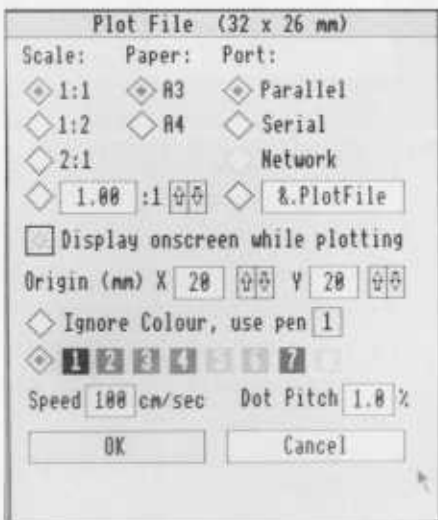 Plot File (32 x 26 mm)
Scale: Paper: Port:
1:1 A3 Parallel
1:2 A4 Serial
2:1 Network
1.00 :1 &.PlotFile
Display onscreen while plotting
Origin (mm) X 20 Y 20
Ignore Colour, use pen 1
1 2 3 4 5 6 7
Speed 100 cm/sec Dot Pitch 1.0 %
OK Cancel